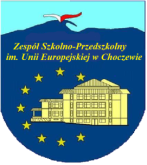 Zespół Szkolno-Przedszkolny
im. Unii Europejskiej w Choczewie